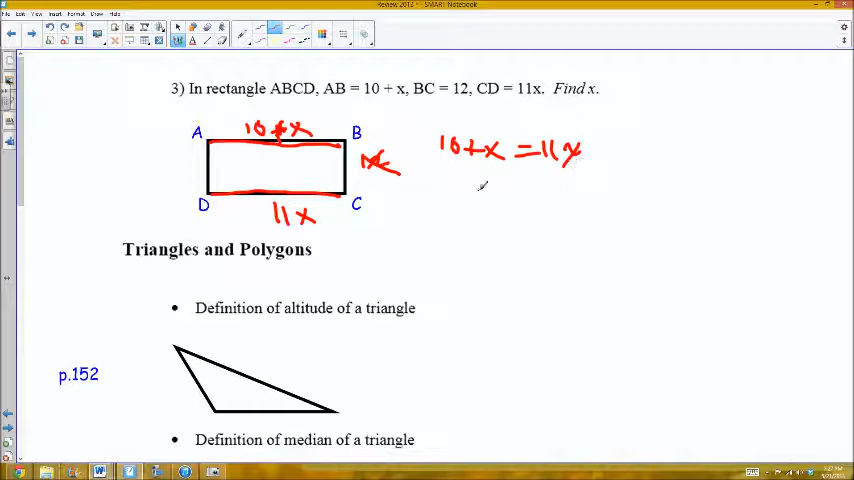 Review 2013 * - SMART Notebook
File Edit View Insert Format Tools Draw Help
3) In rectangle ABCD, AB = 10 + x, BC = 12, CD = 11x. Find x.
A 10+x B
10+x = 11x
D 11x C
Triangles and Polygons
• Definition of altitude of a triangle
p.152
• Definition of median of a triangle